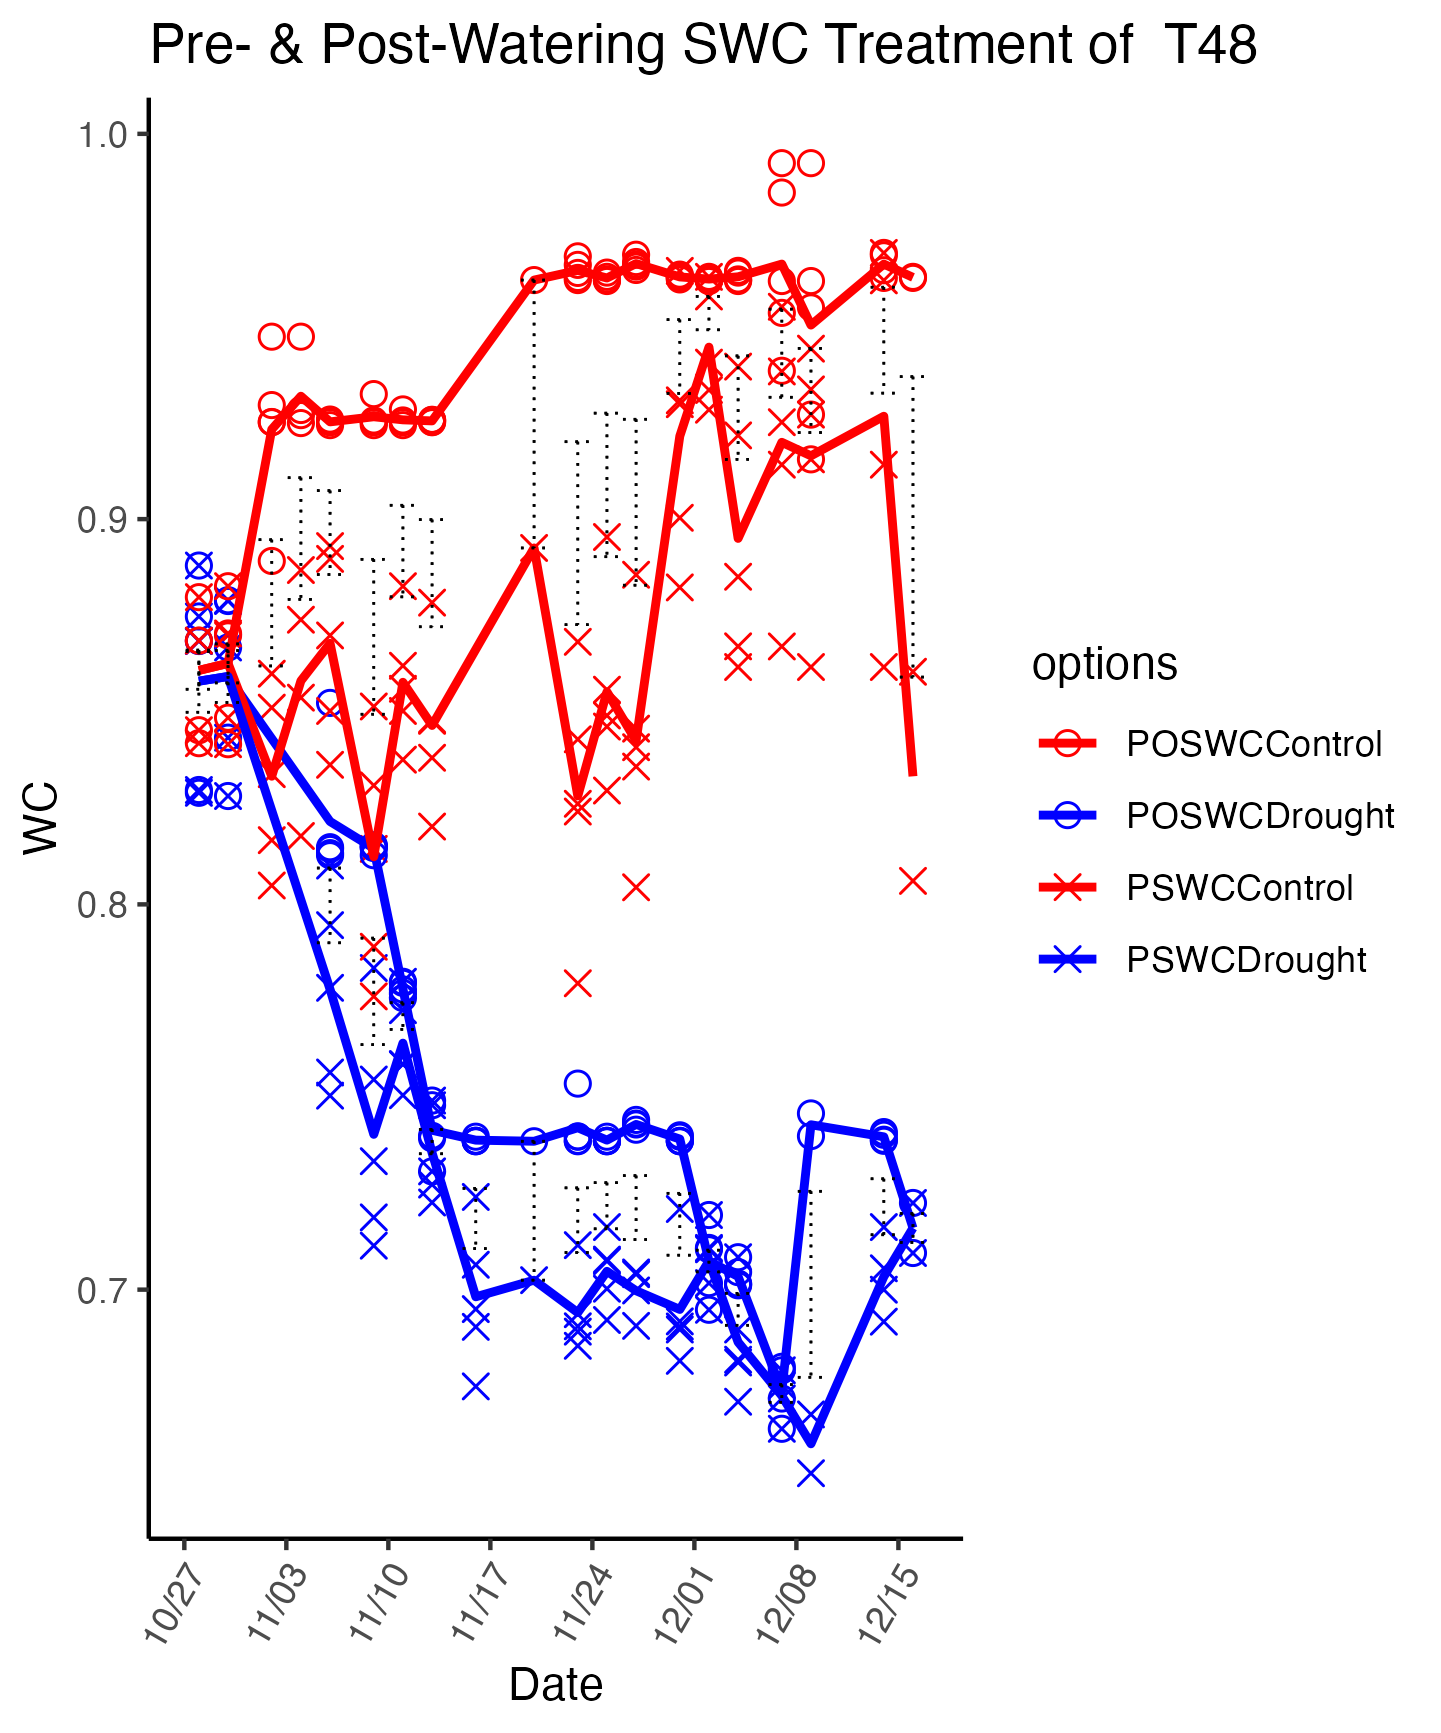 Pre- & Post-Watering SWC Treatment of  T48
1.0
0.9
0.8
0.7
WC
10/27
11/03
11/10
11/17
11/24
12/01
12/08
12/15
Date
options
POSWCControl
POSWCDrought
PSWCControl
PSWCDrought